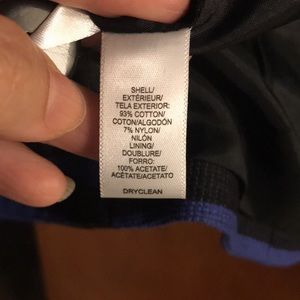 SHELL/
EXTÉRIEUR/
TELA EXTERIOR:
93% COTTON/
COTON/ALGODÓN
7% NYLON/
NILÓN
LINING/
DOUBLURE/
FORRO:
100% ACETATE/
ACÉTATE/ACETATO
DRYCLEAN